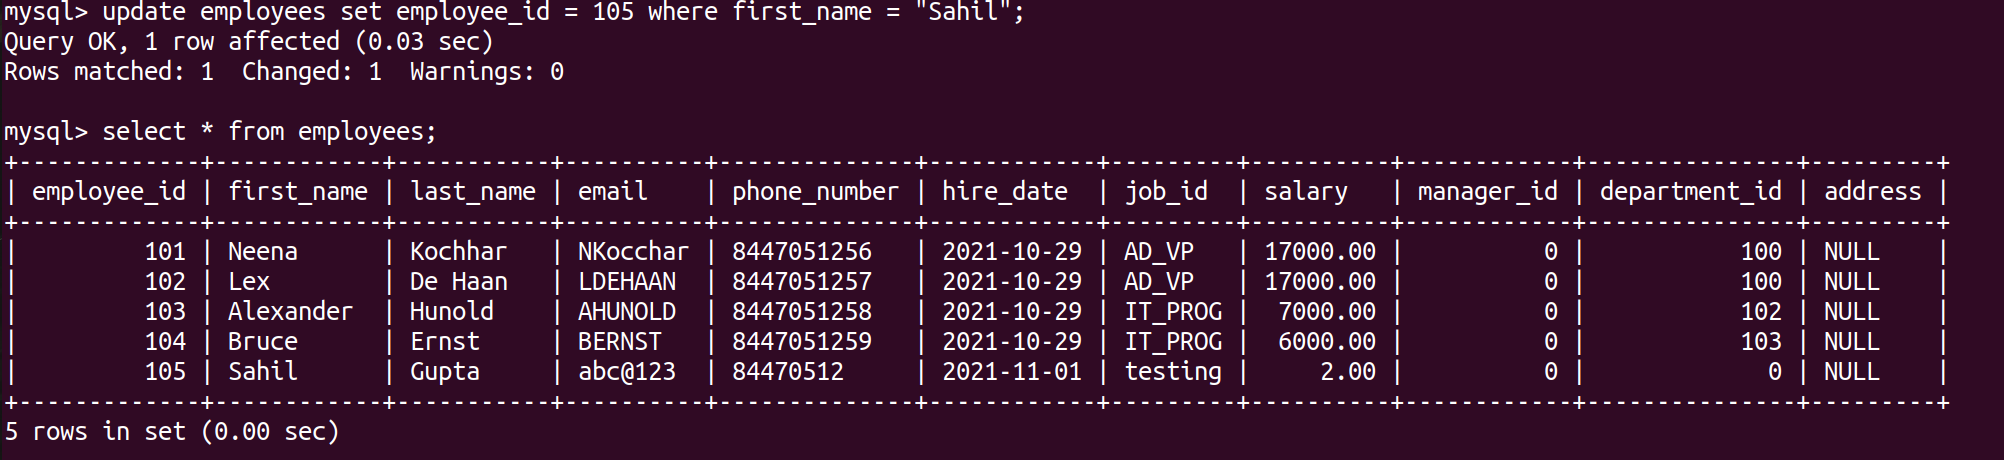 mysql> update employees set employee_id = 105 where first_name = "Sahil";
Query OK, 1 row affected (0.03 sec)
Rows matched: 1  Changed: 1  Warnings: 0

mysql> select * from employees;
+-------------+------------+-----------+----------+--------------+------------+---------+----------+------------+---------------+---------+
| employee_id | first_name | last_name | email    | phone_number | hire_date  | job_id  | salary   | manager_id | department_id | address |
+-------------+------------+-----------+----------+--------------+------------+---------+----------+------------+---------------+---------+
|         101 | Neena      | Kochhar   | NKocchar | 8447051256   | 2021-10-29 | AD_VP   | 17000.00 |          0 |           100 | NULL    |
|         102 | Lex        | De Haan   | LDEHAAN  | 8447051257   | 2021-10-29 | AD_VP   | 17000.00 |          0 |           100 | NULL    |
|         103 | Alexander  | Hunold    | AHUNOLD  | 8447051258   | 2021-10-29 | IT_PROG |  7000.00 |          0 |           102 | NULL    |
|         104 | Bruce      | Ernst     | BERNST   | 8447051259   | 2021-10-29 | IT_PROG |  6000.00 |          0 |           103 | NULL    |
|         105 | Sahil      | Gupta     | abc@123  | 84470512     | 2021-11-01 | testing |     2.00 |          0 |             0 | NULL    |
+-------------+------------+-----------+----------+--------------+------------+---------+----------+------------+---------------+---------+
5 rows in set (0.00 sec)